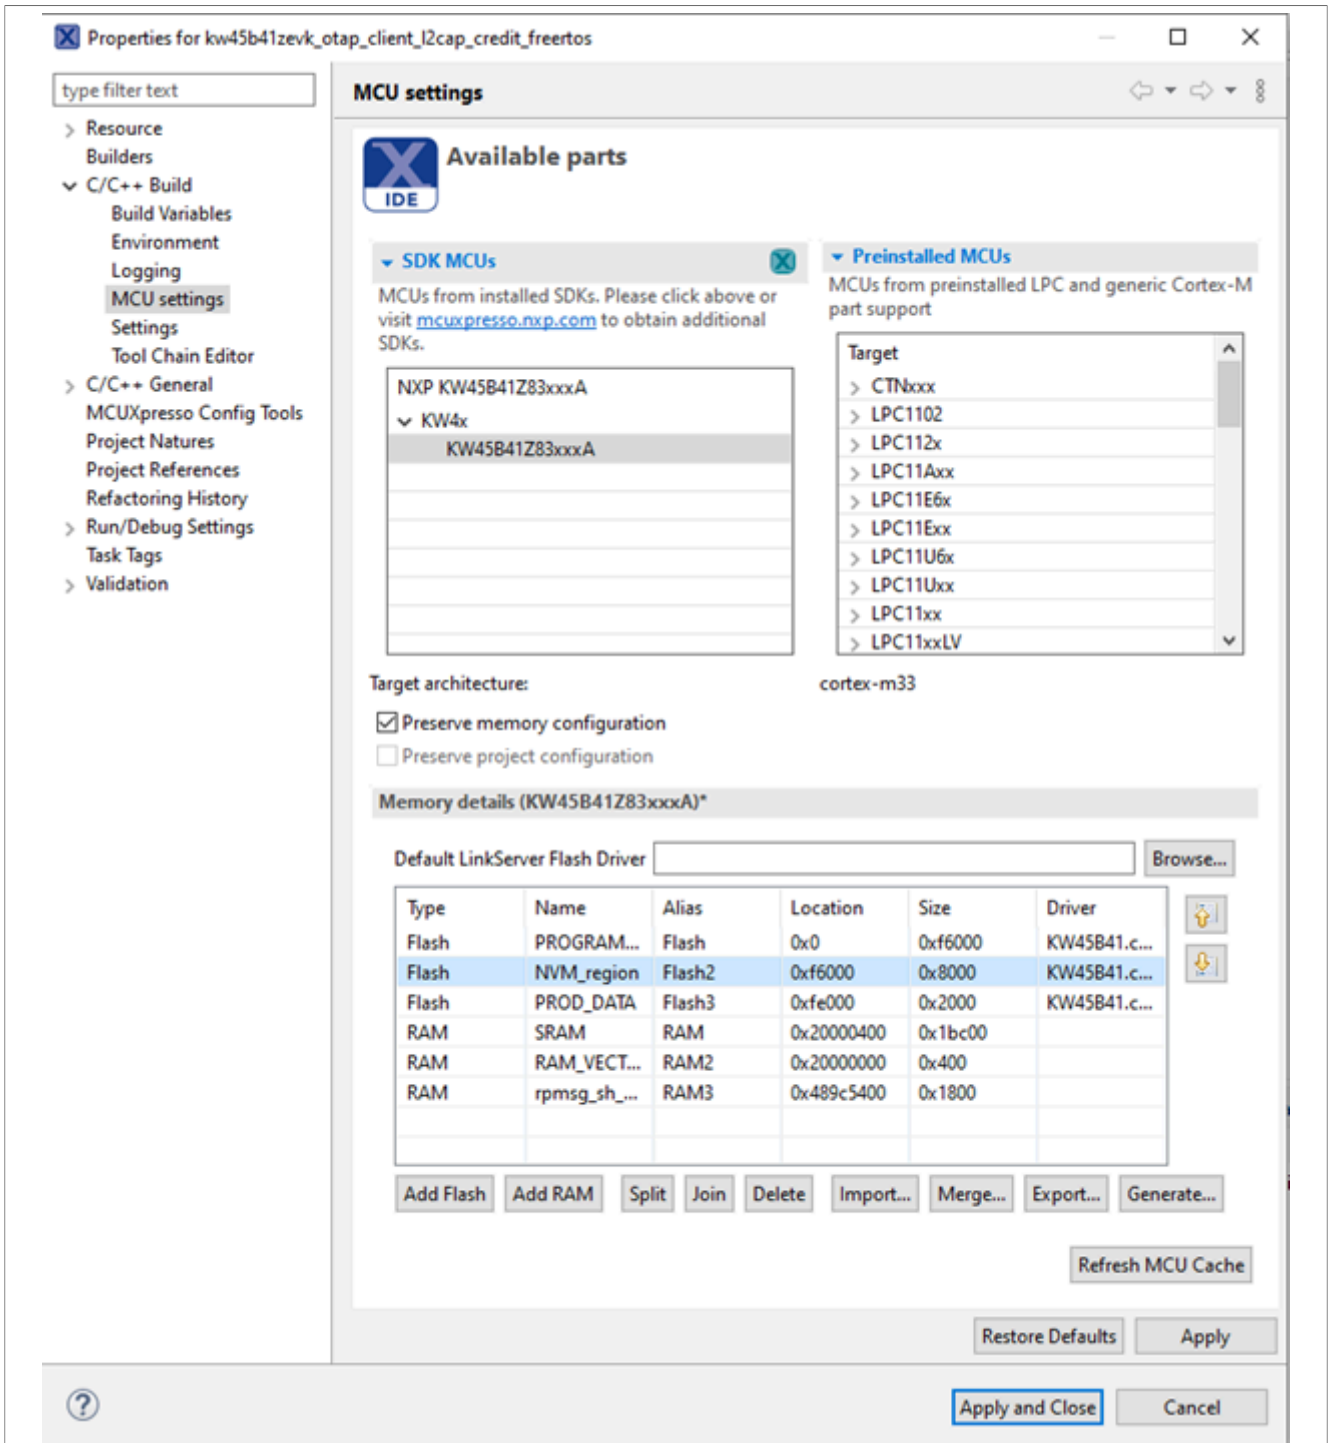 Properties for kw45b41zevk_otap_client_l2cap_credit_freertos
type filter text
Resource
Builders
C/C++ Build
Build Variables
Environment
Logging
MCU settings
Settings
Tool Chain Editor
C/C++ General
MCUXpresso Config Tools
Project Natures
Project References
Refactoring History
Run/Debug Settings
Task Tags
Validation
MCU settings
IDE
Available parts
SDK MCUs
MCUs from installed SDKs. Please click above or
visit mcuxpresso.nxp.com to obtain additional
SDKs.
NXP KW45B41Z83xxxA
KW4x
KW45B41Z83xxxA
Preinstalled MCUs
MCUs from preinstalled LPC and generic Cortex-M
part support
Target
CTNxxx
LPC1102
LPC112x
LPC11Axx
LPC11E6x
LPC11Exx
LPC11U6x
LPC11Uxx
LPC11xx
LPC11xxLV
Target architecture: cortex-m33
Preserve memory configuration
Preserve project configuration
Memory details (KW45B41Z83xxxA)*
Default LinkServer Flash Driver Browse...
Type Name Alias Location Size Driver
Flash PROGRAM... Flash 0x0 0xf6000 KW45B41.c...
Flash NVM_region Flash2 0xf6000 0x8000 KW45B41.c...
Flash PROD_DATA Flash3 0xfe000 0x2000 KW45B41.c...
RAM SRAM RAM 0x20000400 0x1bc00
RAM RAM_VECT... RAM2 0x20000000 0x400
RAM rpmsg_sh_... RAM3 0x489c5400 0x1800
Add Flash Add RAM Split Join Delete Import... Merge... Export... Generate...
Refresh MCU Cache
Restore Defaults Apply
? Apply and Close Cancel